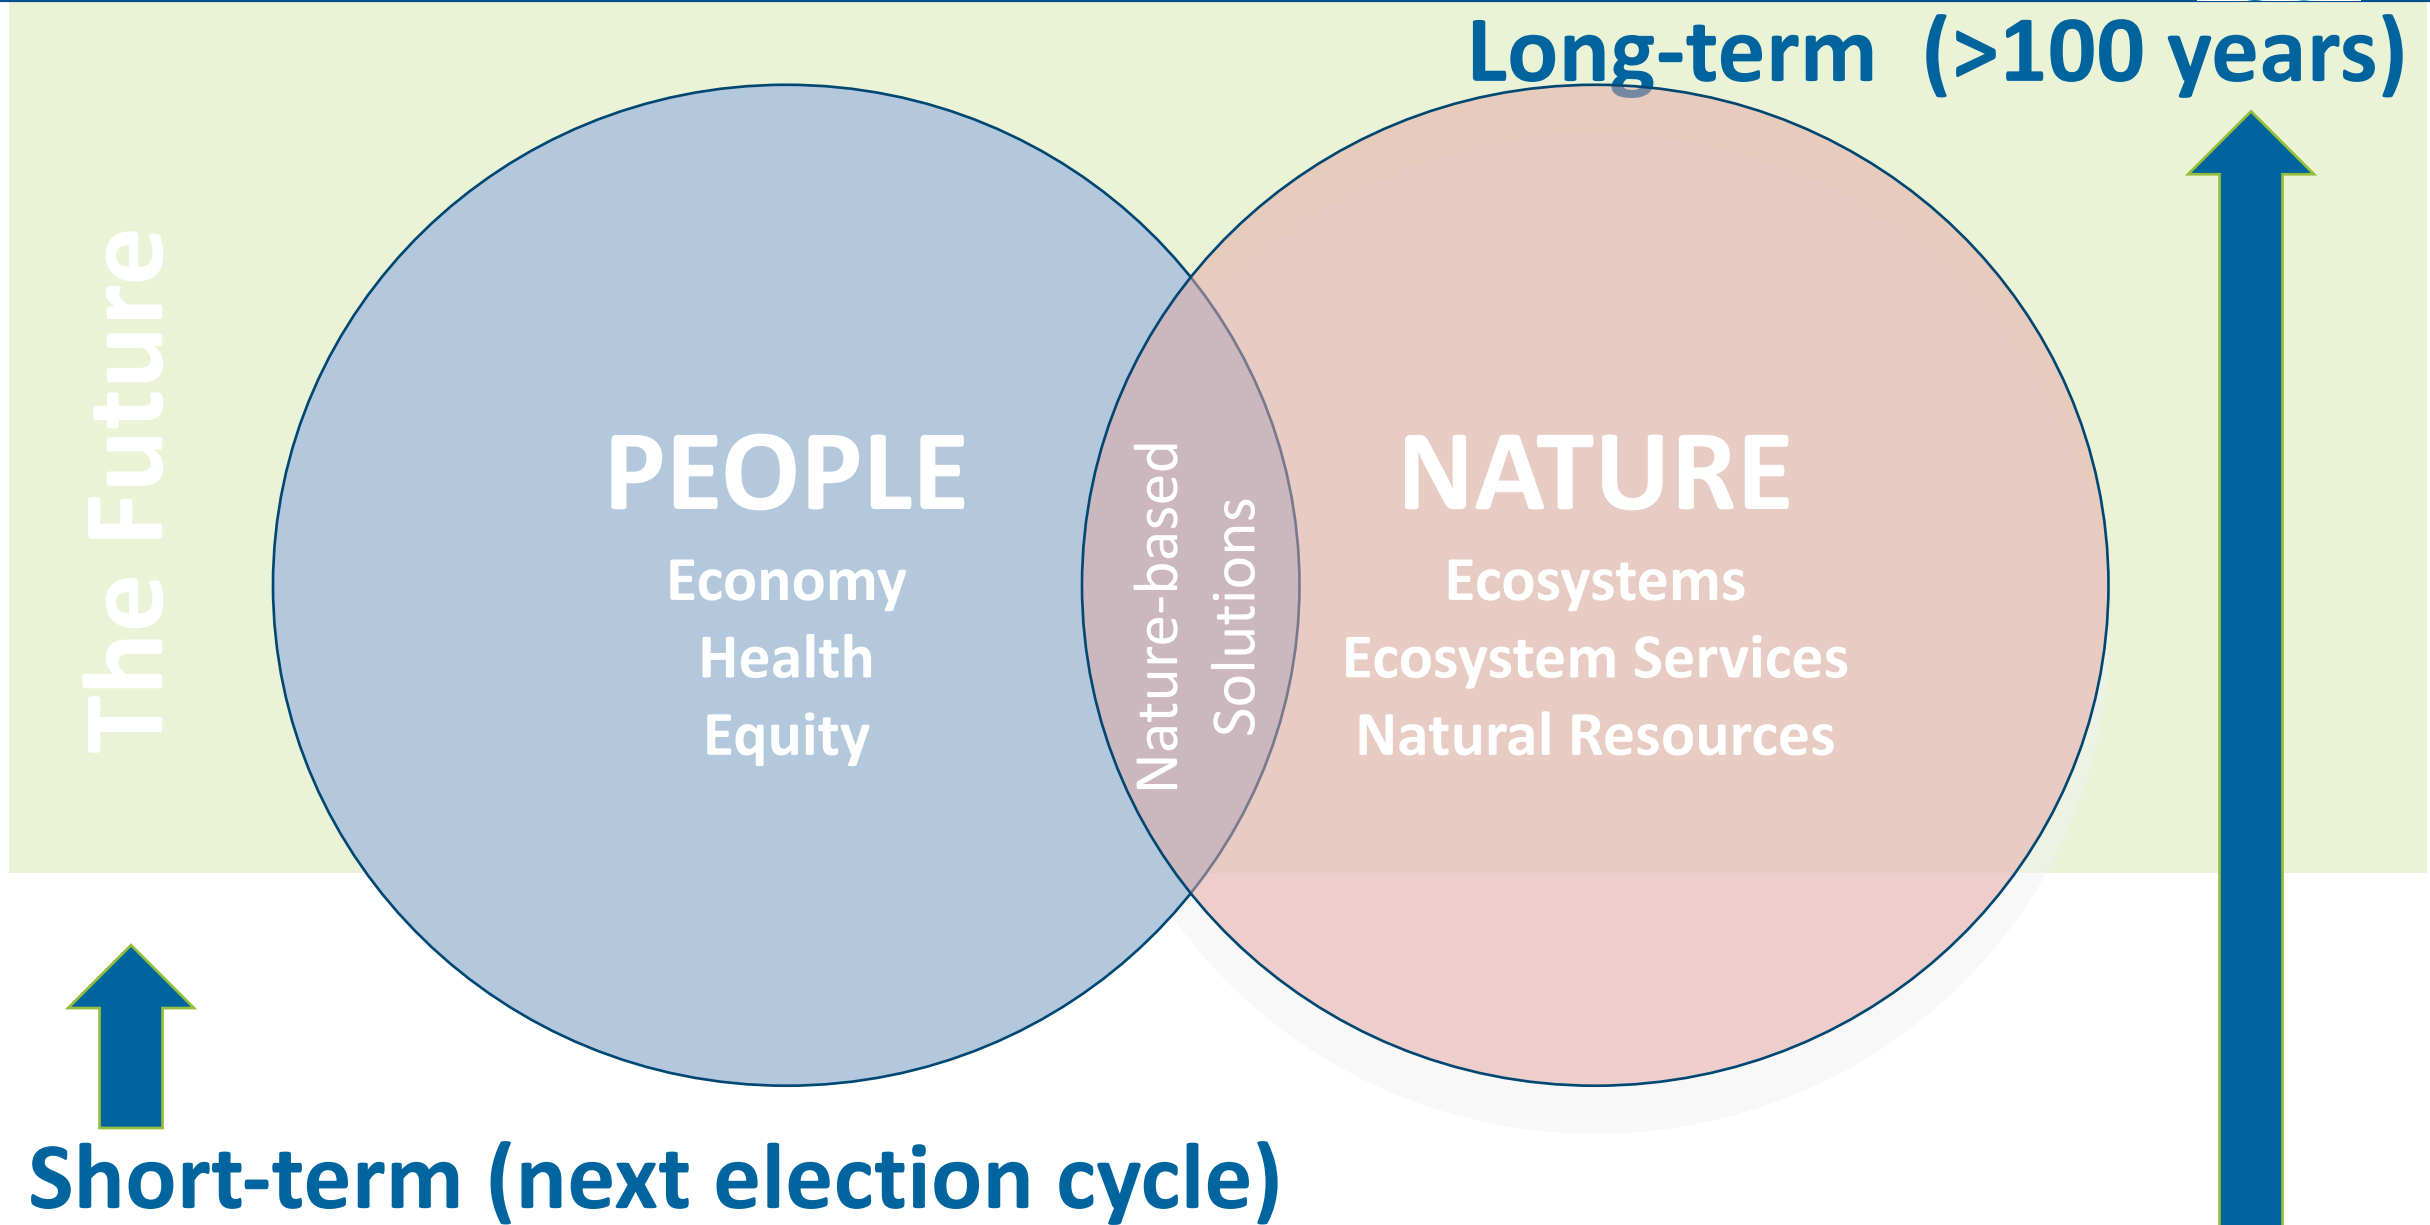 Long-term (>100 years)
The Future
PEOPLE
Economy
Health
Equity
Nature-based
Solutions
NATURE
Ecosystems
Ecosystem Services
Natural Resources
Short-term (next election cycle)